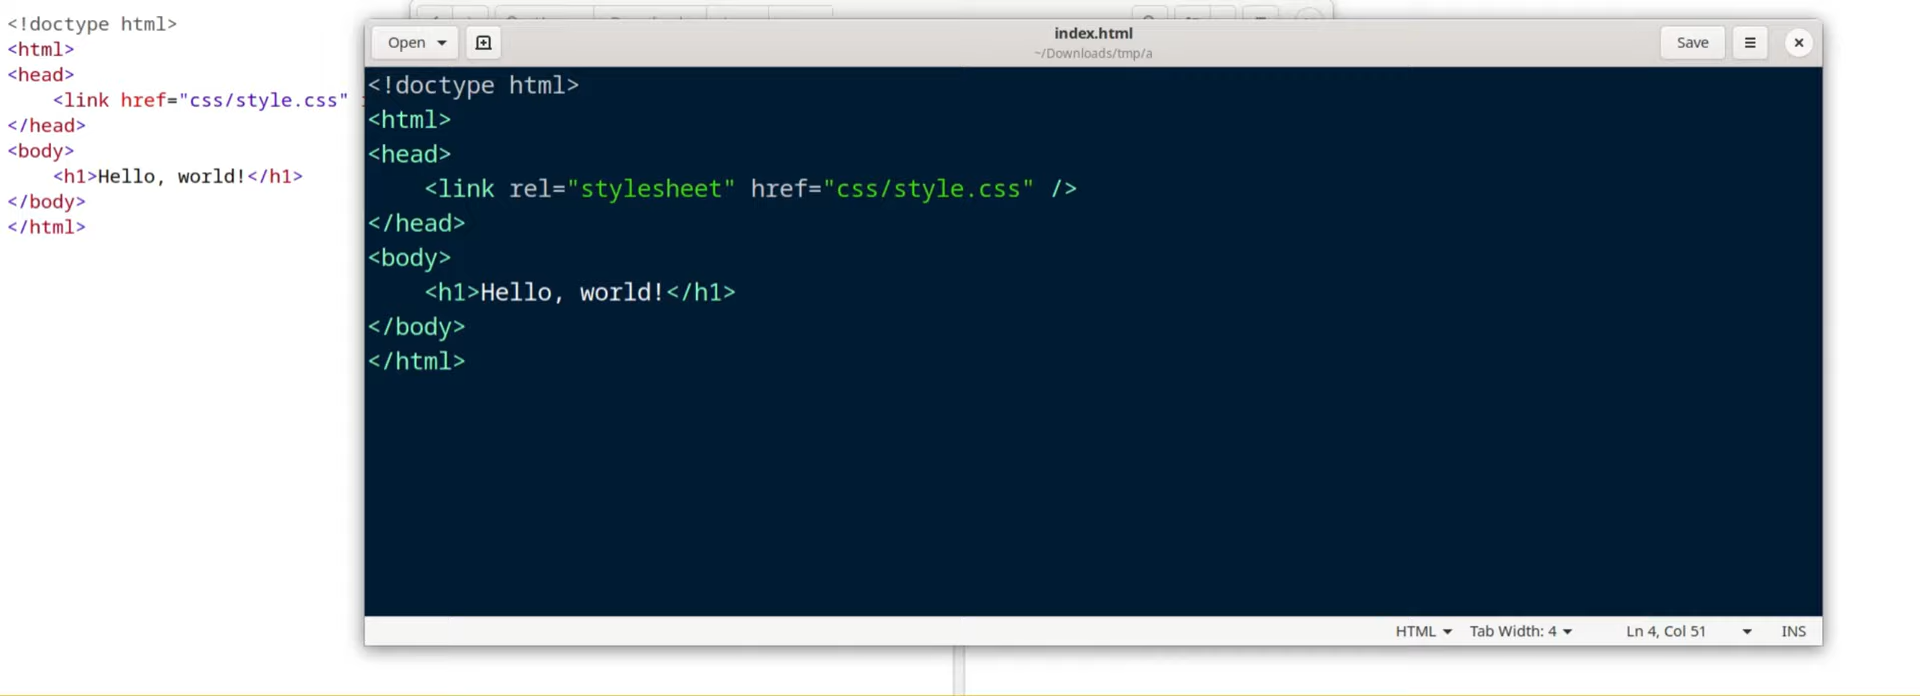 <!doctype html>
<html>
<head>
    <link href="css/style.css"
</head>
<body>
    <h1>Hello, world!</h1>
</body>
</html>
Open
index.html
~/Downloads/tmp/a
Save
<!doctype html>
<html>
<head>
    <link rel="stylesheet" href="css/style.css" />
</head>
<body>
    <h1>Hello, world!</h1>
</body>
</html>
HTML Tab Width: 4 Ln 4, Col 51 INS